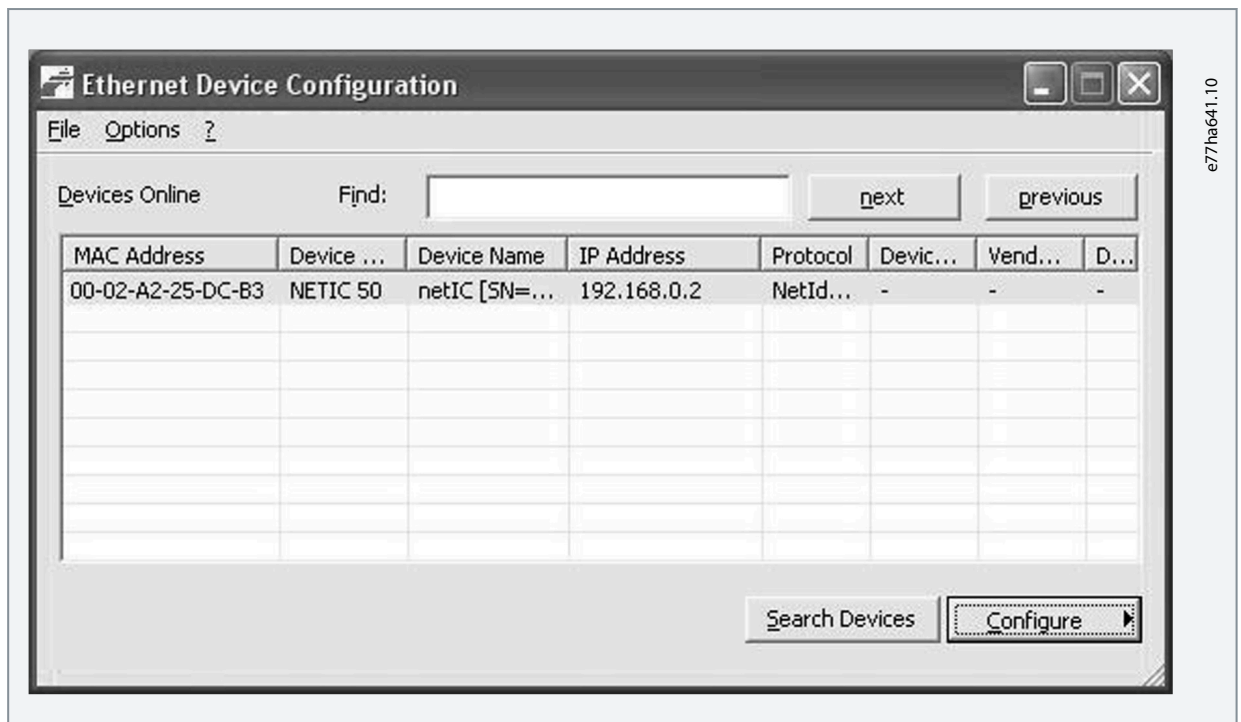 Ethernet Device Configuration
File Options ?
Devices Online Find: next previous
MAC Address Device ... Device Name IP Address Protocol Devic... Vend... D...
00-02-A2-25-DC-B3 NETIC 50 netIC [SN=... 192.168.0.2 NetId... - - -
Search Devices Configure
e77ha641.10